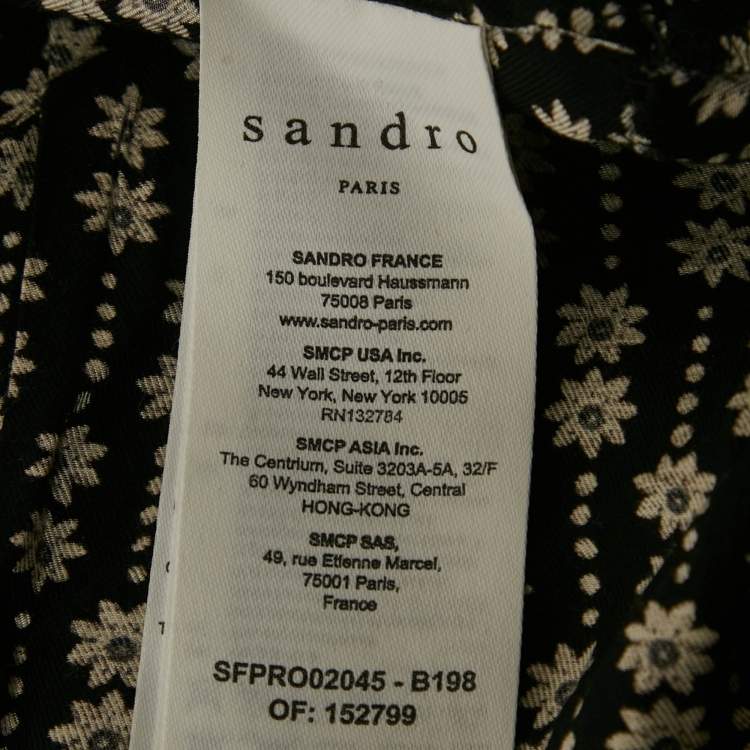 sandro
PARIS
SANDRO FRANCE
150 boulevard Haussmann
75008 Paris
www.sandro-paris.com
SMCP USA Inc.
44 Wall Street, 12th Floor
New York, New York 10005
RN132784
SMCP ASIA Inc.
The Centrium, Suite 3203A-5A, 32/F
60 Wyndham Street, Central
HONG-KONG
SMCP SAS,
49, rue Etienne Marcel,
75001 Paris,
France
SFPRO02045 - B198
OF: 152799